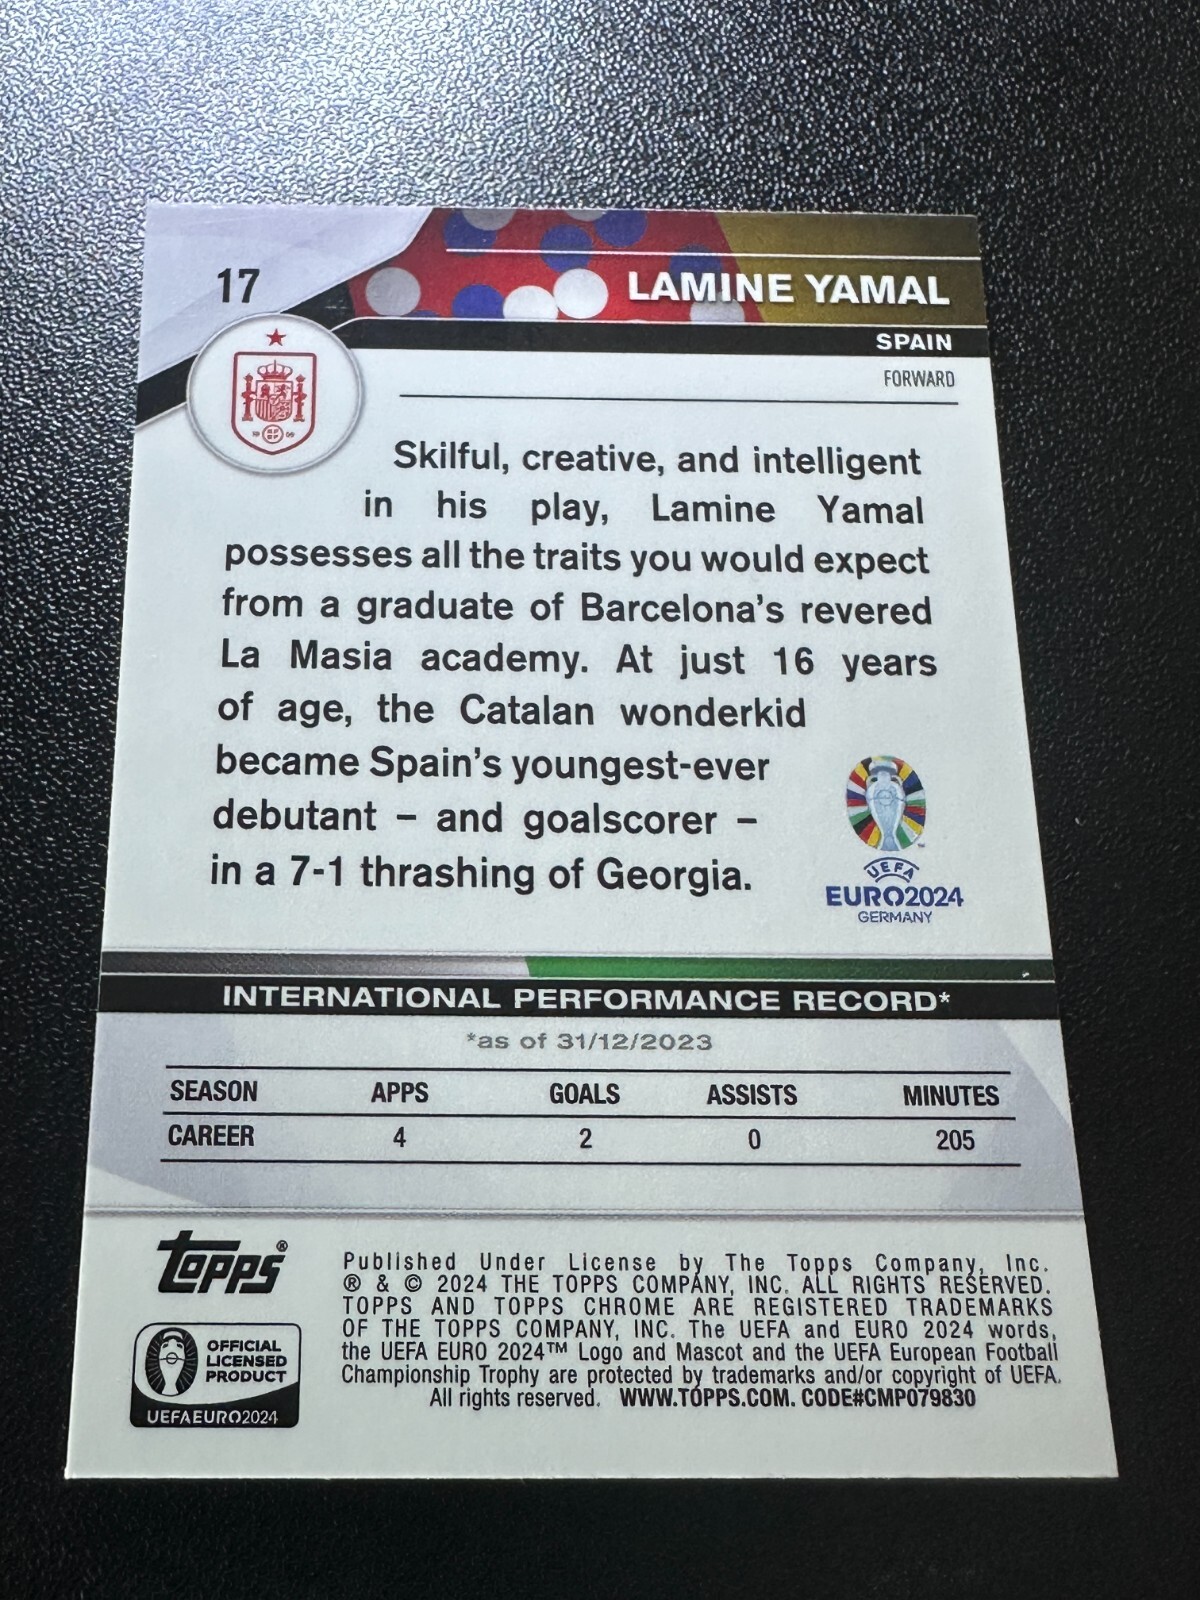 17
LAMINE YAMAL
SPAIN
FORWARD
Skilful, creative, and intelligent
in his play, Lamine Yamal
possesses all the traits you would expect
from a graduate of Barcelona's revered
La Masia academy. At just 16 years
of age, the Catalan wonderkid
became Spain's youngest-ever
debutant – and goalscorer –
in a 7-1 thrashing of Georgia.
UEFA
EURO2024
GERMANY
INTERNATIONAL PERFORMANCE RECORD*
*as of 31/12/2023
SEASON APPS GOALS ASSISTS MINUTES
CAREER 4 2 0 205
Topps®
OFFICIAL
LICENSED
PRODUCT
UEFAEURO2024
Published Under License by The Topps Company, Inc.
® & © 2024 THE TOPPS COMPANY, INC. ALL RIGHTS RESERVED.
TOPPS AND TOPPS CHROME ARE REGISTERED TRADEMARKS
OF THE TOPPS COMPANY, INC. The UEFA and EURO 2024 words,
the UEFA EURO 2024™ Logo and Mascot and the UEFA European Football
Championship Trophy are protected by trademarks and/or copyright of UEFA.
All rights reserved. WWW.TOPPS.COM. CODE#CMP079830